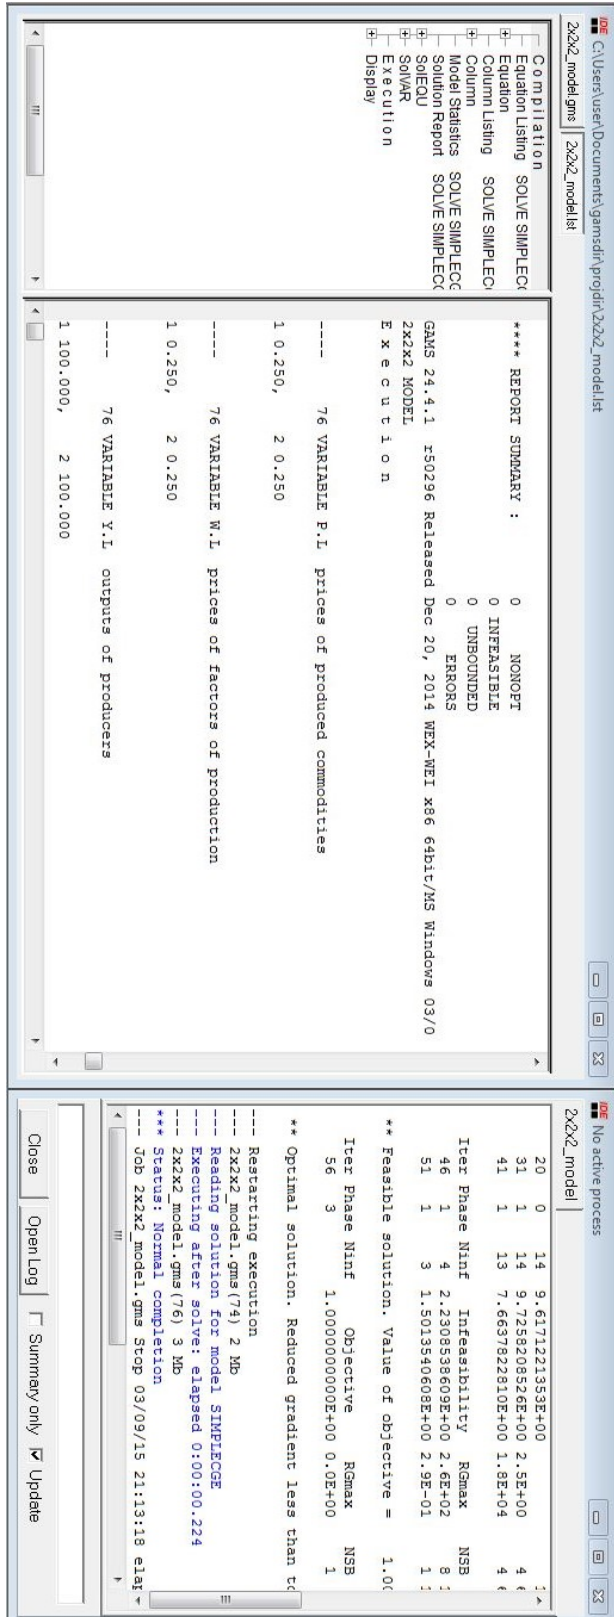 IDE C:\Users\user\Documents\gamsdir\projdir\2x2x2_model.lst
2x2x2_model.gms 2x2x2_model.lst
Compilation
Equation Listing SOLVE SIMPLEC
Equation
Column Listing SOLVE SIMPLEC
Column
Model Statistics SOLVE SIMPLEC
Solution Report SOLVE SIMPLEC
SolEQU
SolVAR
Execution
Display
**** REPORT SUMMARY : 0 NONOPT
0 INFEASIBLE
0 UNBOUNDED
0 ERRORS
GAMS 24.4.1 r50296 Released Dec 20, 2014 WEX-WEI x86 64bit/MS Windows 03/0
2x2x2 MODEL
E x e c u t i o n
---- 76 VARIABLE P.L prices of produced commodities
1 0.250, 2 0.250
---- 76 VARIABLE W.L prices of factors of production
1 0.250, 2 0.250
---- 76 VARIABLE Y.L outputs of producers
1 100.000, 2 100.000
IDE No active process
2x2x2_model
20 0 14 9.6171221353E+00
31 1 14 9.7258208526E+00 2.5E+00 4
41 1 13 7.6637822810E+00 1.8E+04 4
Iter Phase Ninf Infeasibility RGmax NSB
46 1 4 2.2308538609E+00 2.6E+02 8
51 1 3 1.5013540608E+00 2.9E-01 1
** Feasible solution. Value of objective = 1.00
Iter Phase Ninf Objective RGmax NSB
56 3 1.0000000000E+00 0.0E+00 1
** Optimal solution. Reduced gradient less than to
--- Restarting execution
--- 2x2x2_model.gms(74) 2 Mb
--- Reading solution for model SIMPLECGE
--- Executing after solve: elapsed 0:00:00.224
--- 2x2x2_model.gms(76) 3 Mb
*** Status: Normal completion
--- Job 2x2x2_model.gms Stop 03/09/15 21:13:18 elap
Close Open Log Summary only Update